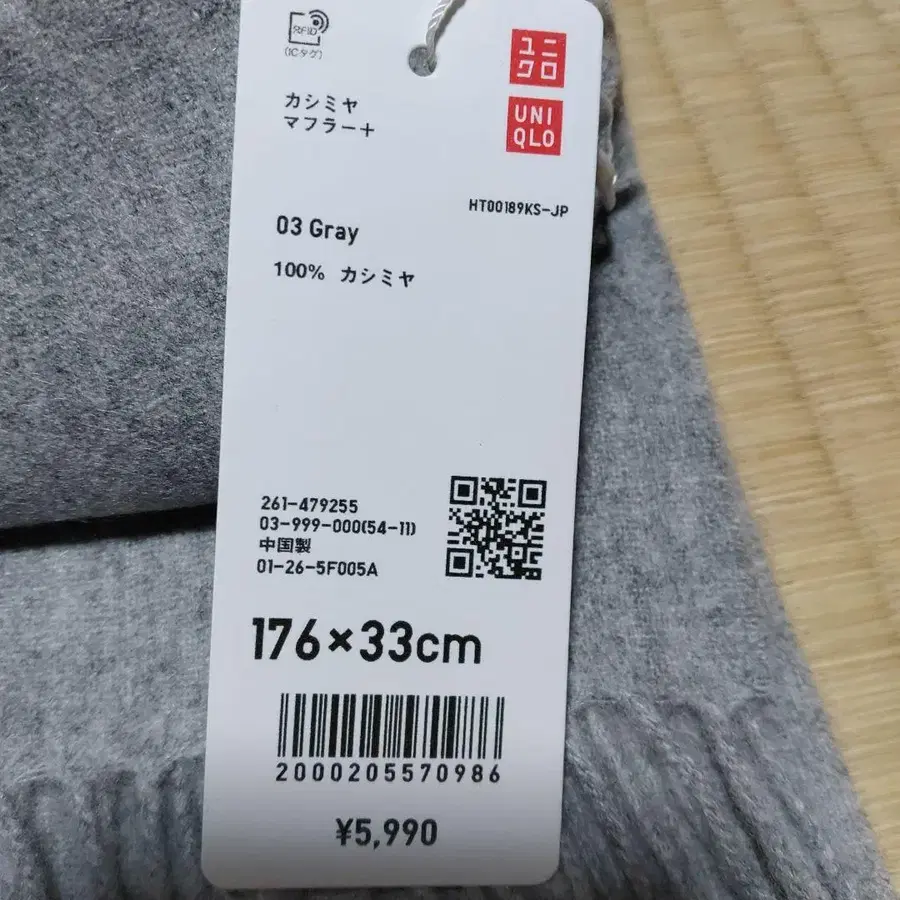 RFID
(ICタグ)
ユニ
クロ
UNI
QLO
カシミヤ
マフラー＋
HT00189KS-JP
03 Gray
100% カシミヤ
261-479255
03-999-000(54-11)
中国製
01-26-5F005A
176×33cm
2000205570986
¥5,990